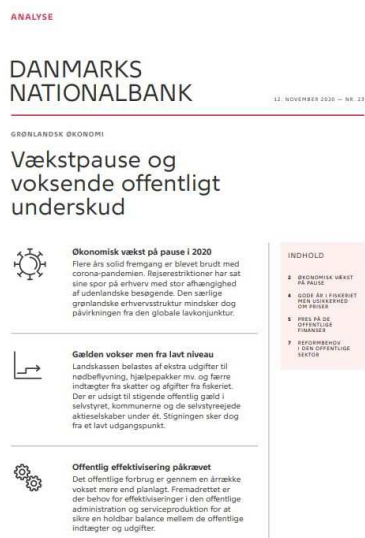 ANALYSE
DANMARKS
NATIONALBANK
12. NOVEMBER 2020 — NR. 23
GRØNLANDSK ØKONOMI
Vækstpause og
voksende offentligt
underskud
Økonomisk vækst på pause i 2020
Flere års solid fremgang er blevet brudt med
corona-pandemien. Rejserestriktioner har sat
sine spor på erhverv med stor afhængighed
af udenlandske besøgende. Den særlige
grønlandske erhvervsstruktur mindsker dog
påvirkningen fra den globale lavkonjunktur.
Gælden vokser men fra lavt niveau
Landskassen belastes af ekstra udgifter til
nødbeflyvning, hjælpepakker mv. og færre
indtægter fra skatter og afgifter fra fiskeriet.
Der er udsigt til stigende offentlig gæld i
selvstyret, kommunerne og de selvstyreejede
aktieselskaber under ét. Stigningen sker dog
fra et lavt udgangspunkt.
Offentlig effektivisering påkrævet
Det offentlige forbrug er gennem en årrække
vokset mere end planlagt. Fremadrettet er
der behov for effektiviseringer i den offentlige
administration og serviceproduktion for at
sikre en holdbar balance mellem de offentlige
indtægter og udgifter.
INDHOLD
2 ØKONOMISK VÆKST
PÅ PAUSE
4 GODE ÅR I FISKERIET
MEN USIKKERHED
OM PRISER
5 PRES PÅ DE
OFFENTLIGE
FINANSER
7 REFORMBEHOV
I DEN OFFENTLIGE
SEKTOR